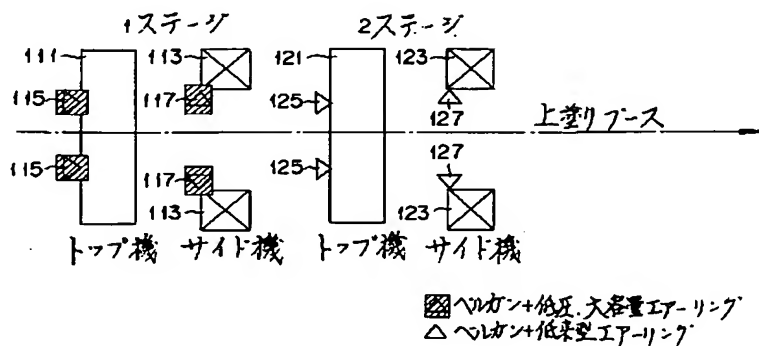 1ステージ 2ステージ
111 113 121 123
115 117 125 127
上塗りブース
115 117 125 127
113 123
トップ機 サイド機 トップ機 サイド機
ベルガン+低圧.大容量エアーリング
ベルガン+従来型エアーリング